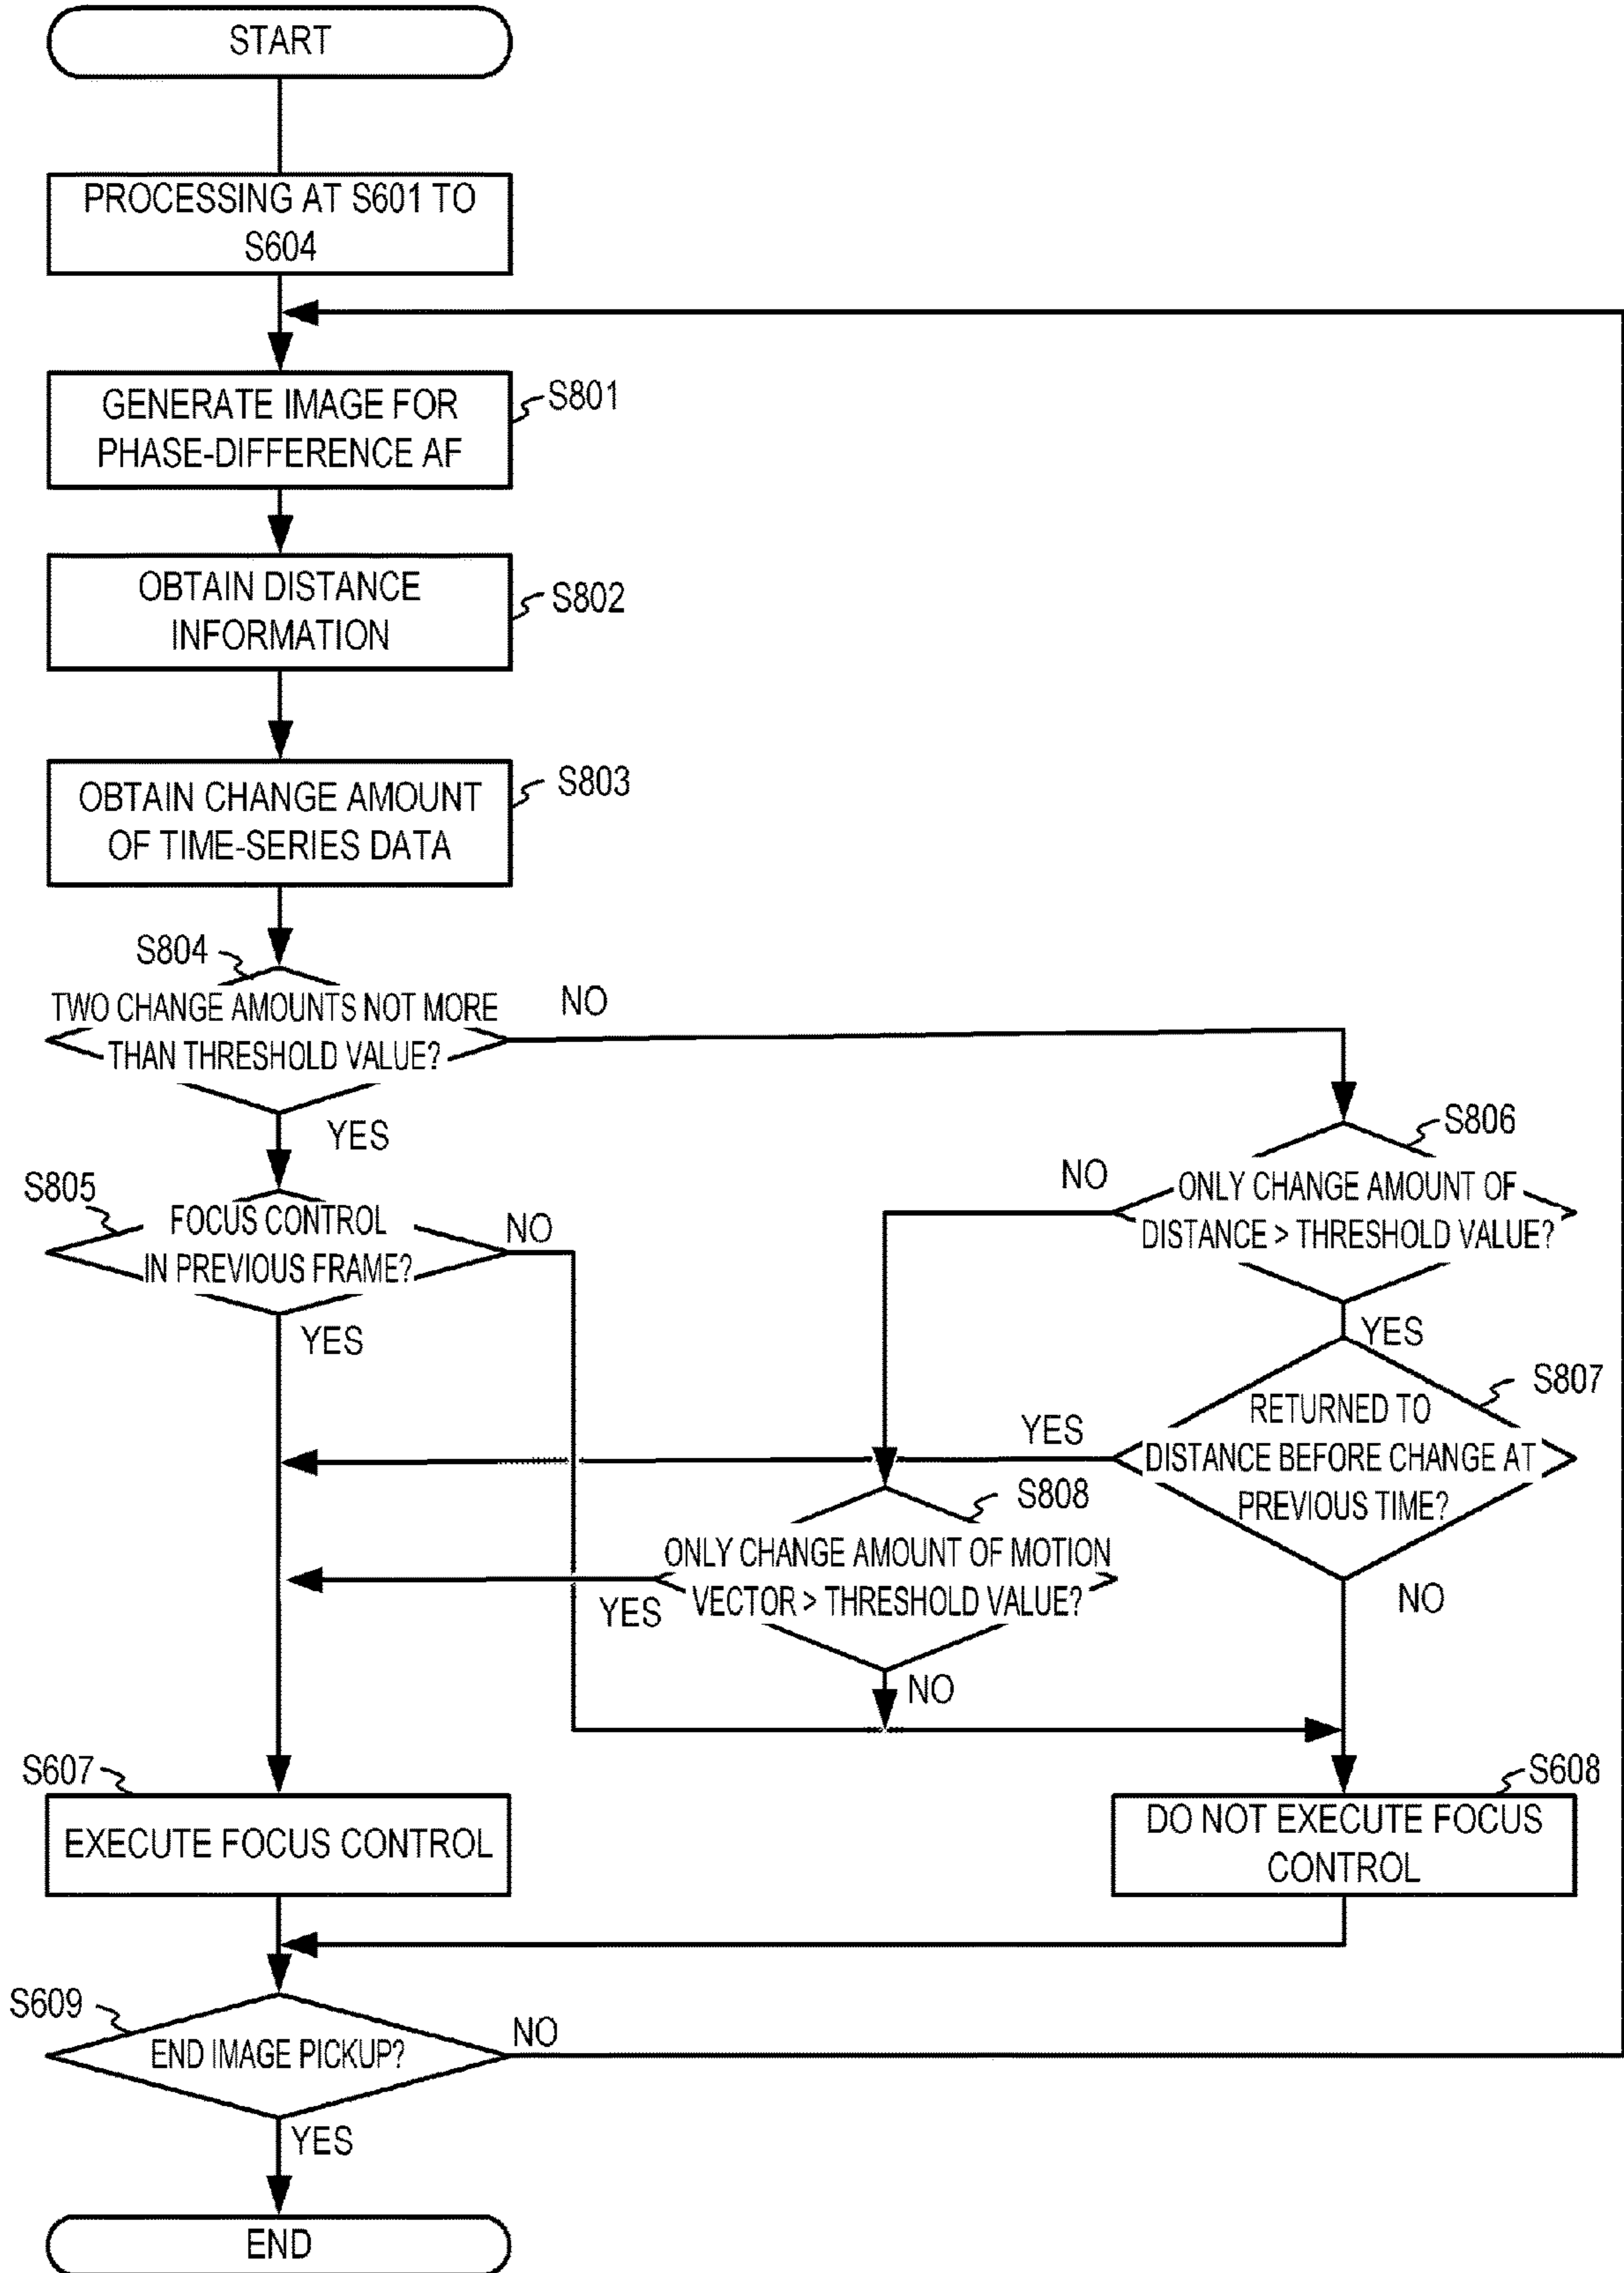 START
PROCESSING AT S601 TO
S604
GENERATE IMAGE FOR
PHASE-DIFFERENCE AF
S801
OBTAIN DISTANCE
INFORMATION
S802
OBTAIN CHANGE AMOUNT
OF TIME-SERIES DATA
S803
S804
TWO CHANGE AMOUNTS NOT MORE
THAN THRESHOLD VALUE?
NO
YES
S805
FOCUS CONTROL
IN PREVIOUS FRAME?
NO
YES
S806
ONLY CHANGE AMOUNT OF
DISTANCE > THRESHOLD VALUE?
NO
YES
S807
RETURNED TO
DISTANCE BEFORE CHANGE AT
PREVIOUS TIME?
YES
NO
S808
ONLY CHANGE AMOUNT OF MOTION
VECTOR > THRESHOLD VALUE?
YES
NO
S607
EXECUTE FOCUS CONTROL
S608
DO NOT EXECUTE FOCUS
CONTROL
S609
END IMAGE PICKUP?
NO
YES
END